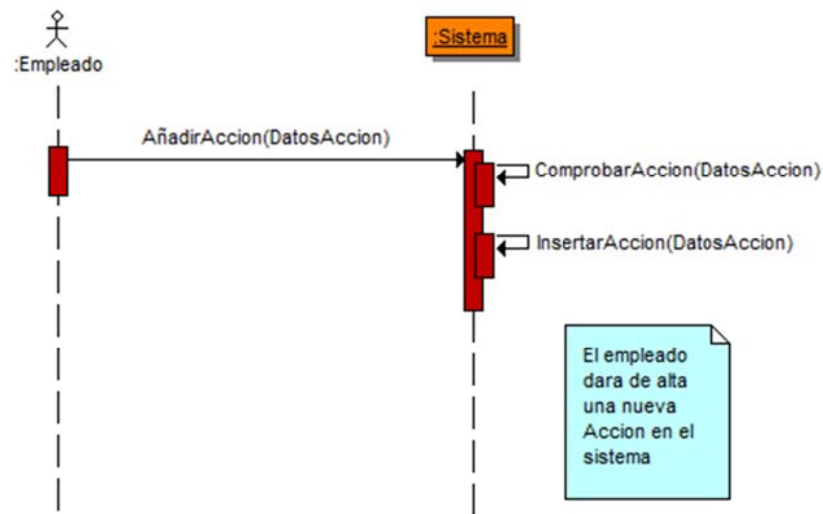 :Empleado
:Sistema
AñadirAccion(DatosAccion)
ComprobarAccion(DatosAccion)
InsertarAccion(DatosAccion)
El empleado
dara de alta
una nueva
Accion en el
sistema